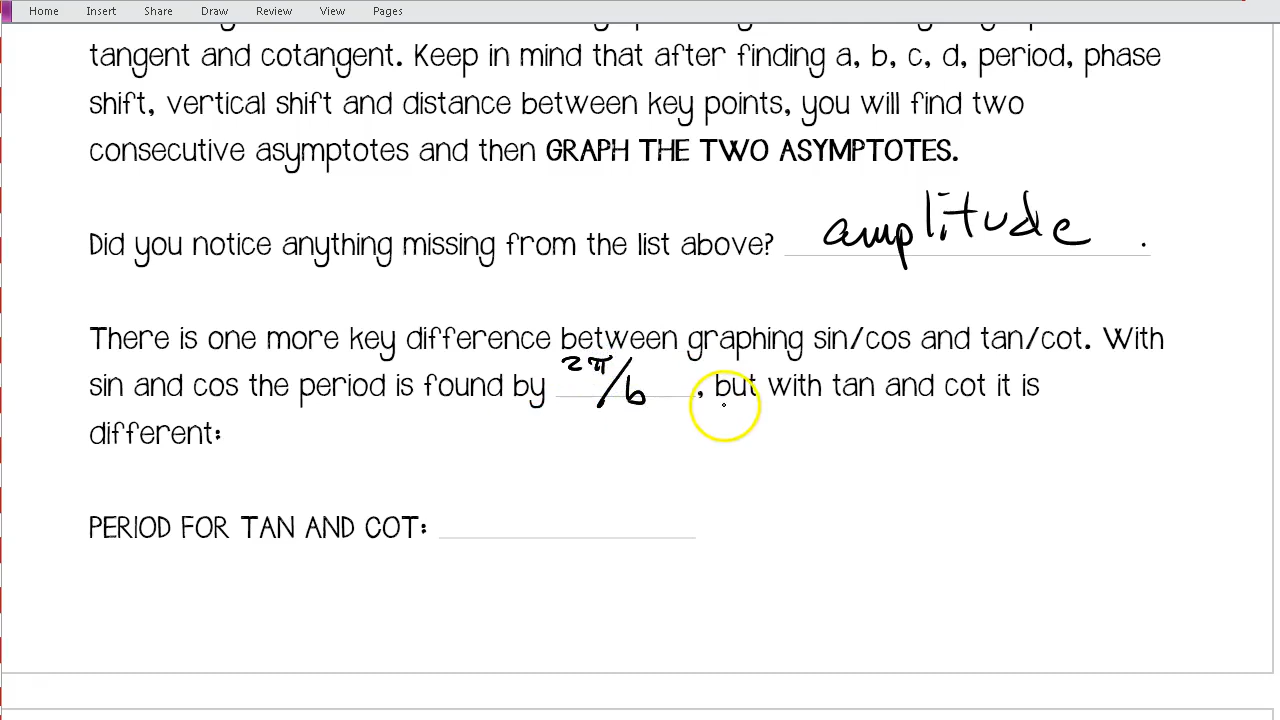 Home Insert Share Draw Review View Pages
tangent and cotangent. Keep in mind that after finding a, b, c, d, period, phase
shift, vertical shift and distance between key points, you will find two
consecutive asymptotes and then GRAPH THE TWO ASYMPTOTES.
Did you notice anything missing from the list above? amplitude .
There is one more key difference between graphing sin/cos and tan/cot. With
sin and cos the period is found by 2π/b, but with tan and cot it is
different:
PERIOD FOR TAN AND COT: